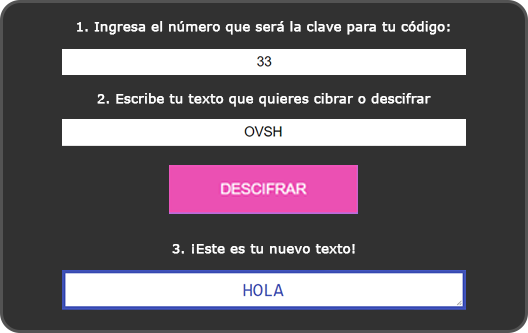 1. Ingresa el número que será la clave para tu código:
33
2. Escribe tu texto que quieres cibrar o descifrar
OVSH
DESCIFRAR
3. ¡Este es tu nuevo texto!
HOLA